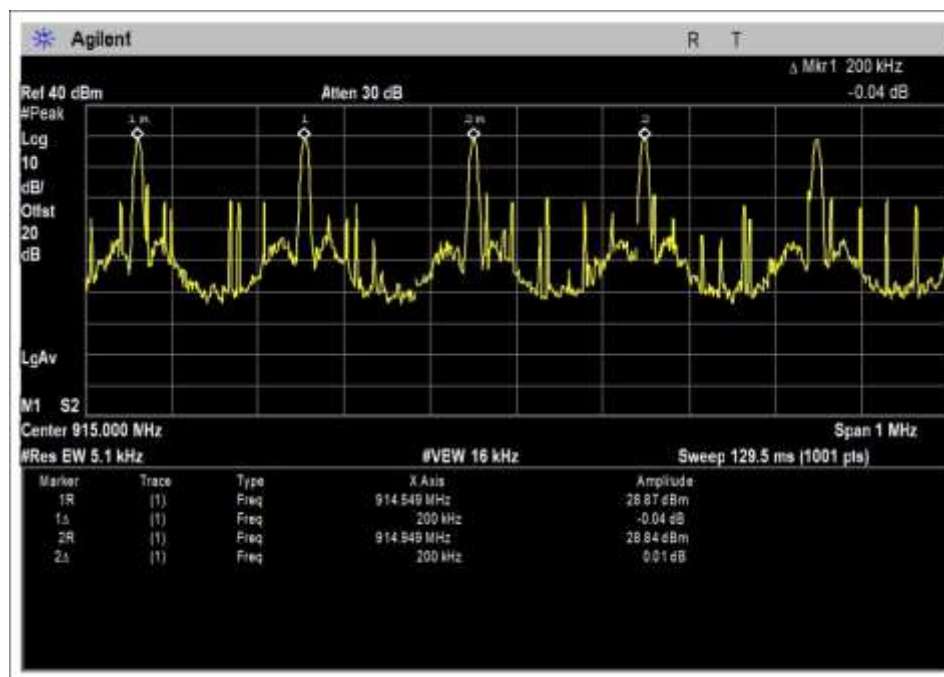 Agilent R T
Δ Mkr1 200 kHz
Ref 40 dBm Atten 30 dB -0.04 dB
#Peak
Log
10
dB/
Offst
20
dB
LgAv
M1 S2
Center 915.000 MHz Span 1 MHz
#Res BW 5.1 kHz #VBW 16 kHz Sweep 129.5 ms (1001 pts)
Marker Trace Type X Axis Amplitude
1R (1) Freq 914.549 MHz 28.87 dBm
1Δ (1) Freq 200 kHz -0.04 dB
2R (1) Freq 914.949 MHz 28.84 dBm
2Δ (1) Freq 200 kHz 0.01 dB